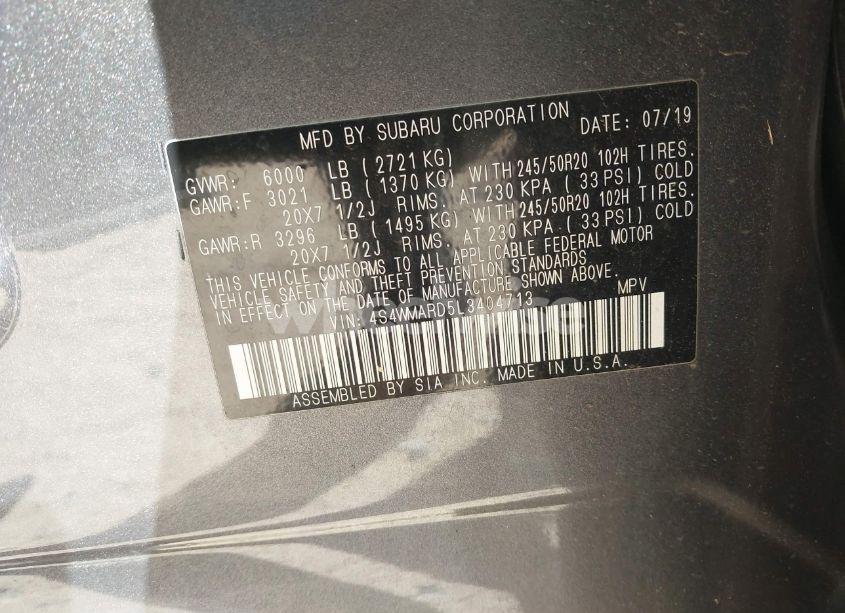 MFD BY SUBARU CORPORATION DATE: 07/19
GVWR: 6000 LB (2721 KG)
GAWR:F 3021 LB (1370 KG) WITH 245/50R20 102H TIRES.
20X7 1/2J RIMS. AT 230 KPA (33 PSI) COLD
GAWR:R 3296 LB (1495 KG) WITH 245/50R20 102H TIRES.
20X7 1/2J RIMS. AT 230 KPA (33 PSI) COLD
THIS VEHICLE CONFORMS TO ALL APPLICABLE FEDERAL MOTOR
VEHICLE SAFETY AND THEFT PREVENTION STANDARDS
IN EFFECT ON THE DATE OF MANUFACTURE SHOWN ABOVE.
VIN: 4S4WMARD5L3404713 MPV
ASSEMBLED BY SIA INC. MADE IN U.S.A.